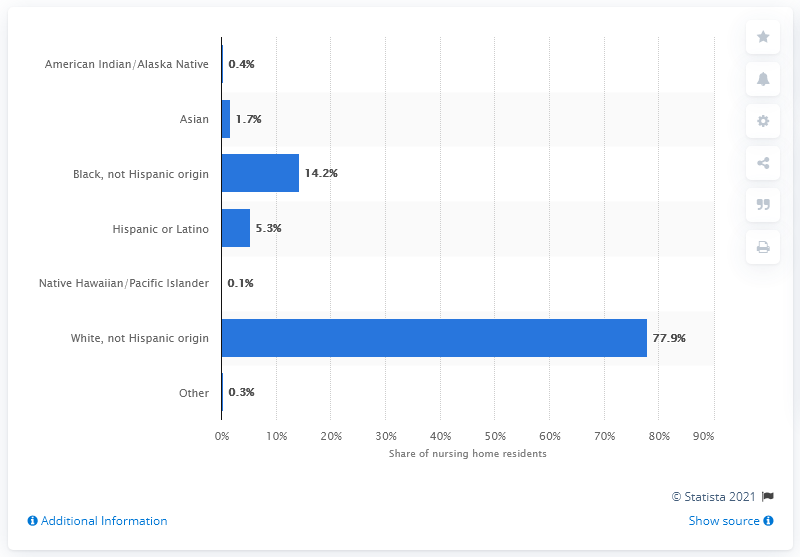 American Indian/Alaska Native 0.4%
Asian 1.7%
Black, not Hispanic origin 14.2%
Hispanic or Latino 5.3%
Native Hawaiian/Pacific Islander 0.1%
White, not Hispanic origin 77.9%
Other 0.3%
0% 10% 20% 30% 40% 50% 60% 70% 80% 90%
Share of nursing home residents
© Statista 2021
Additional Information Show source